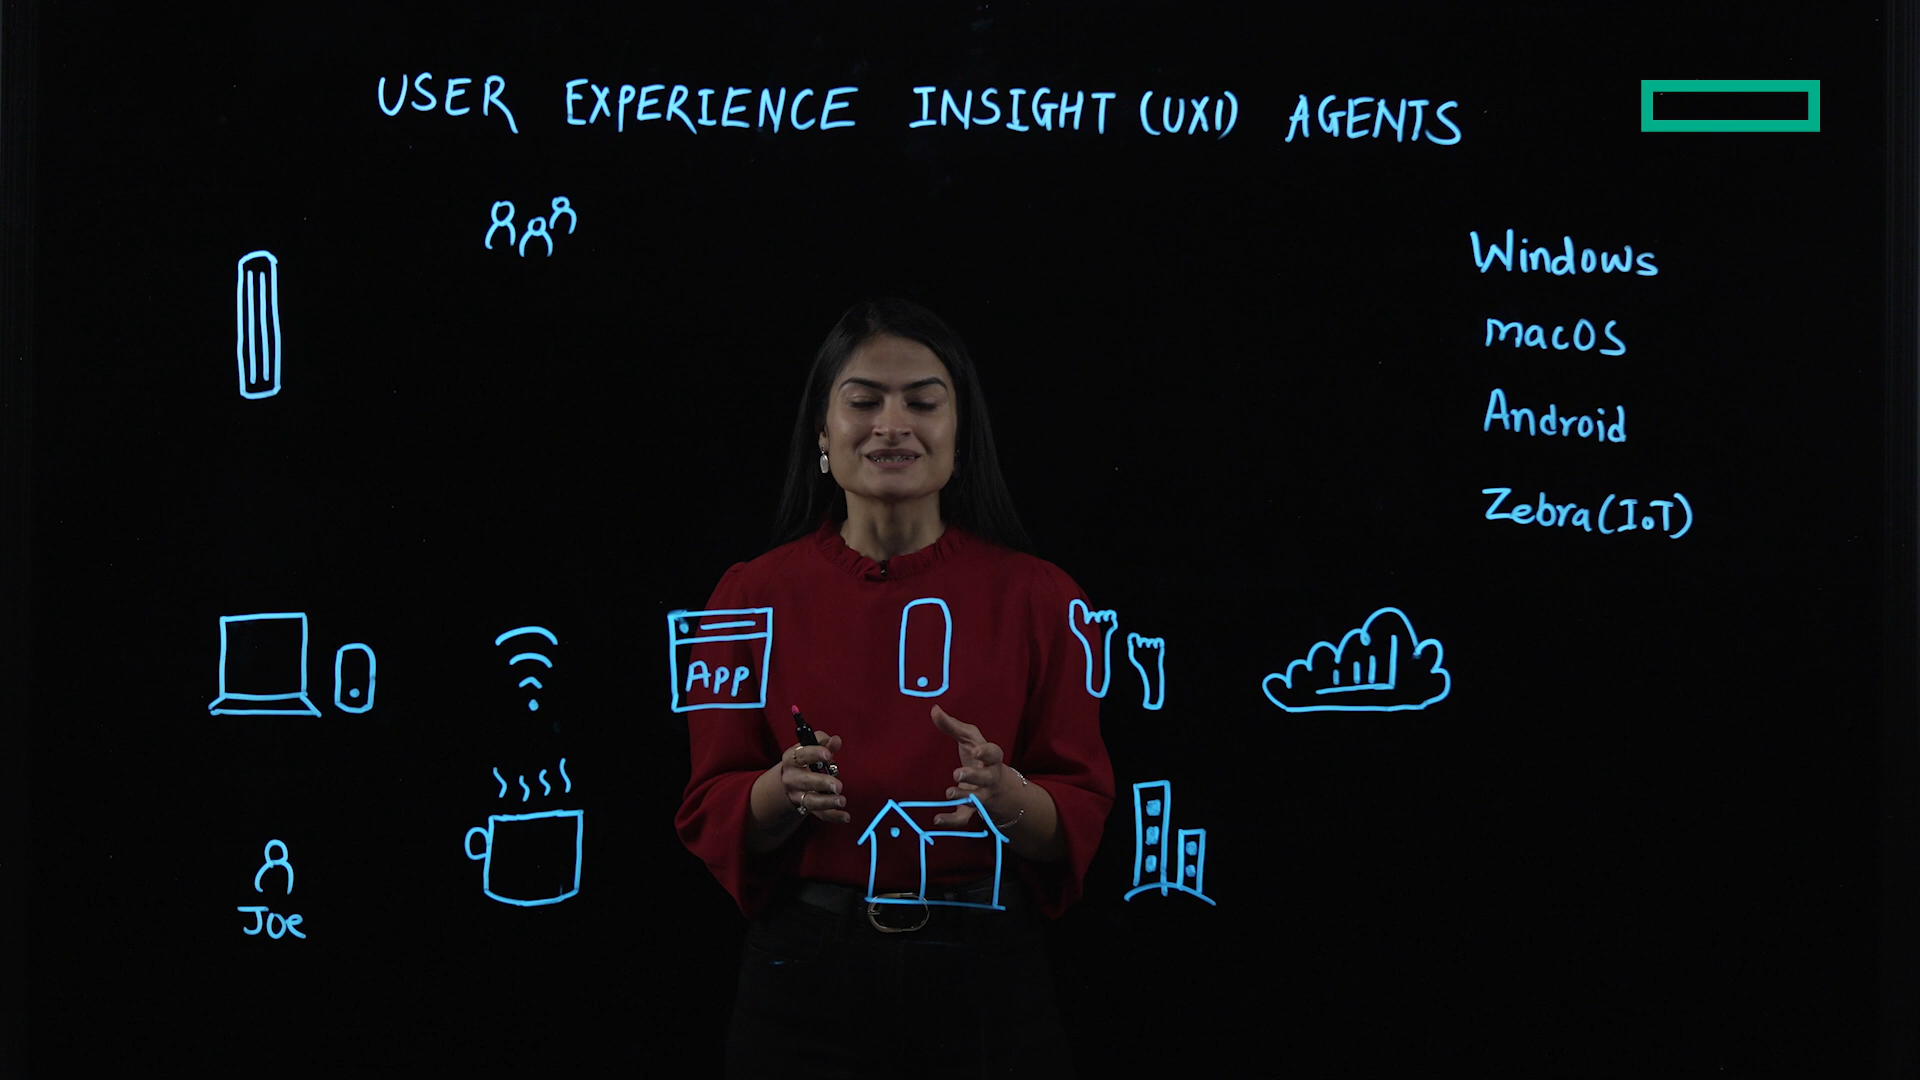 USER EXPERIENCE INSIGHT (UXI) AGENTS
Windows
macOS
Android
Zebra (IoT)
App
Joe